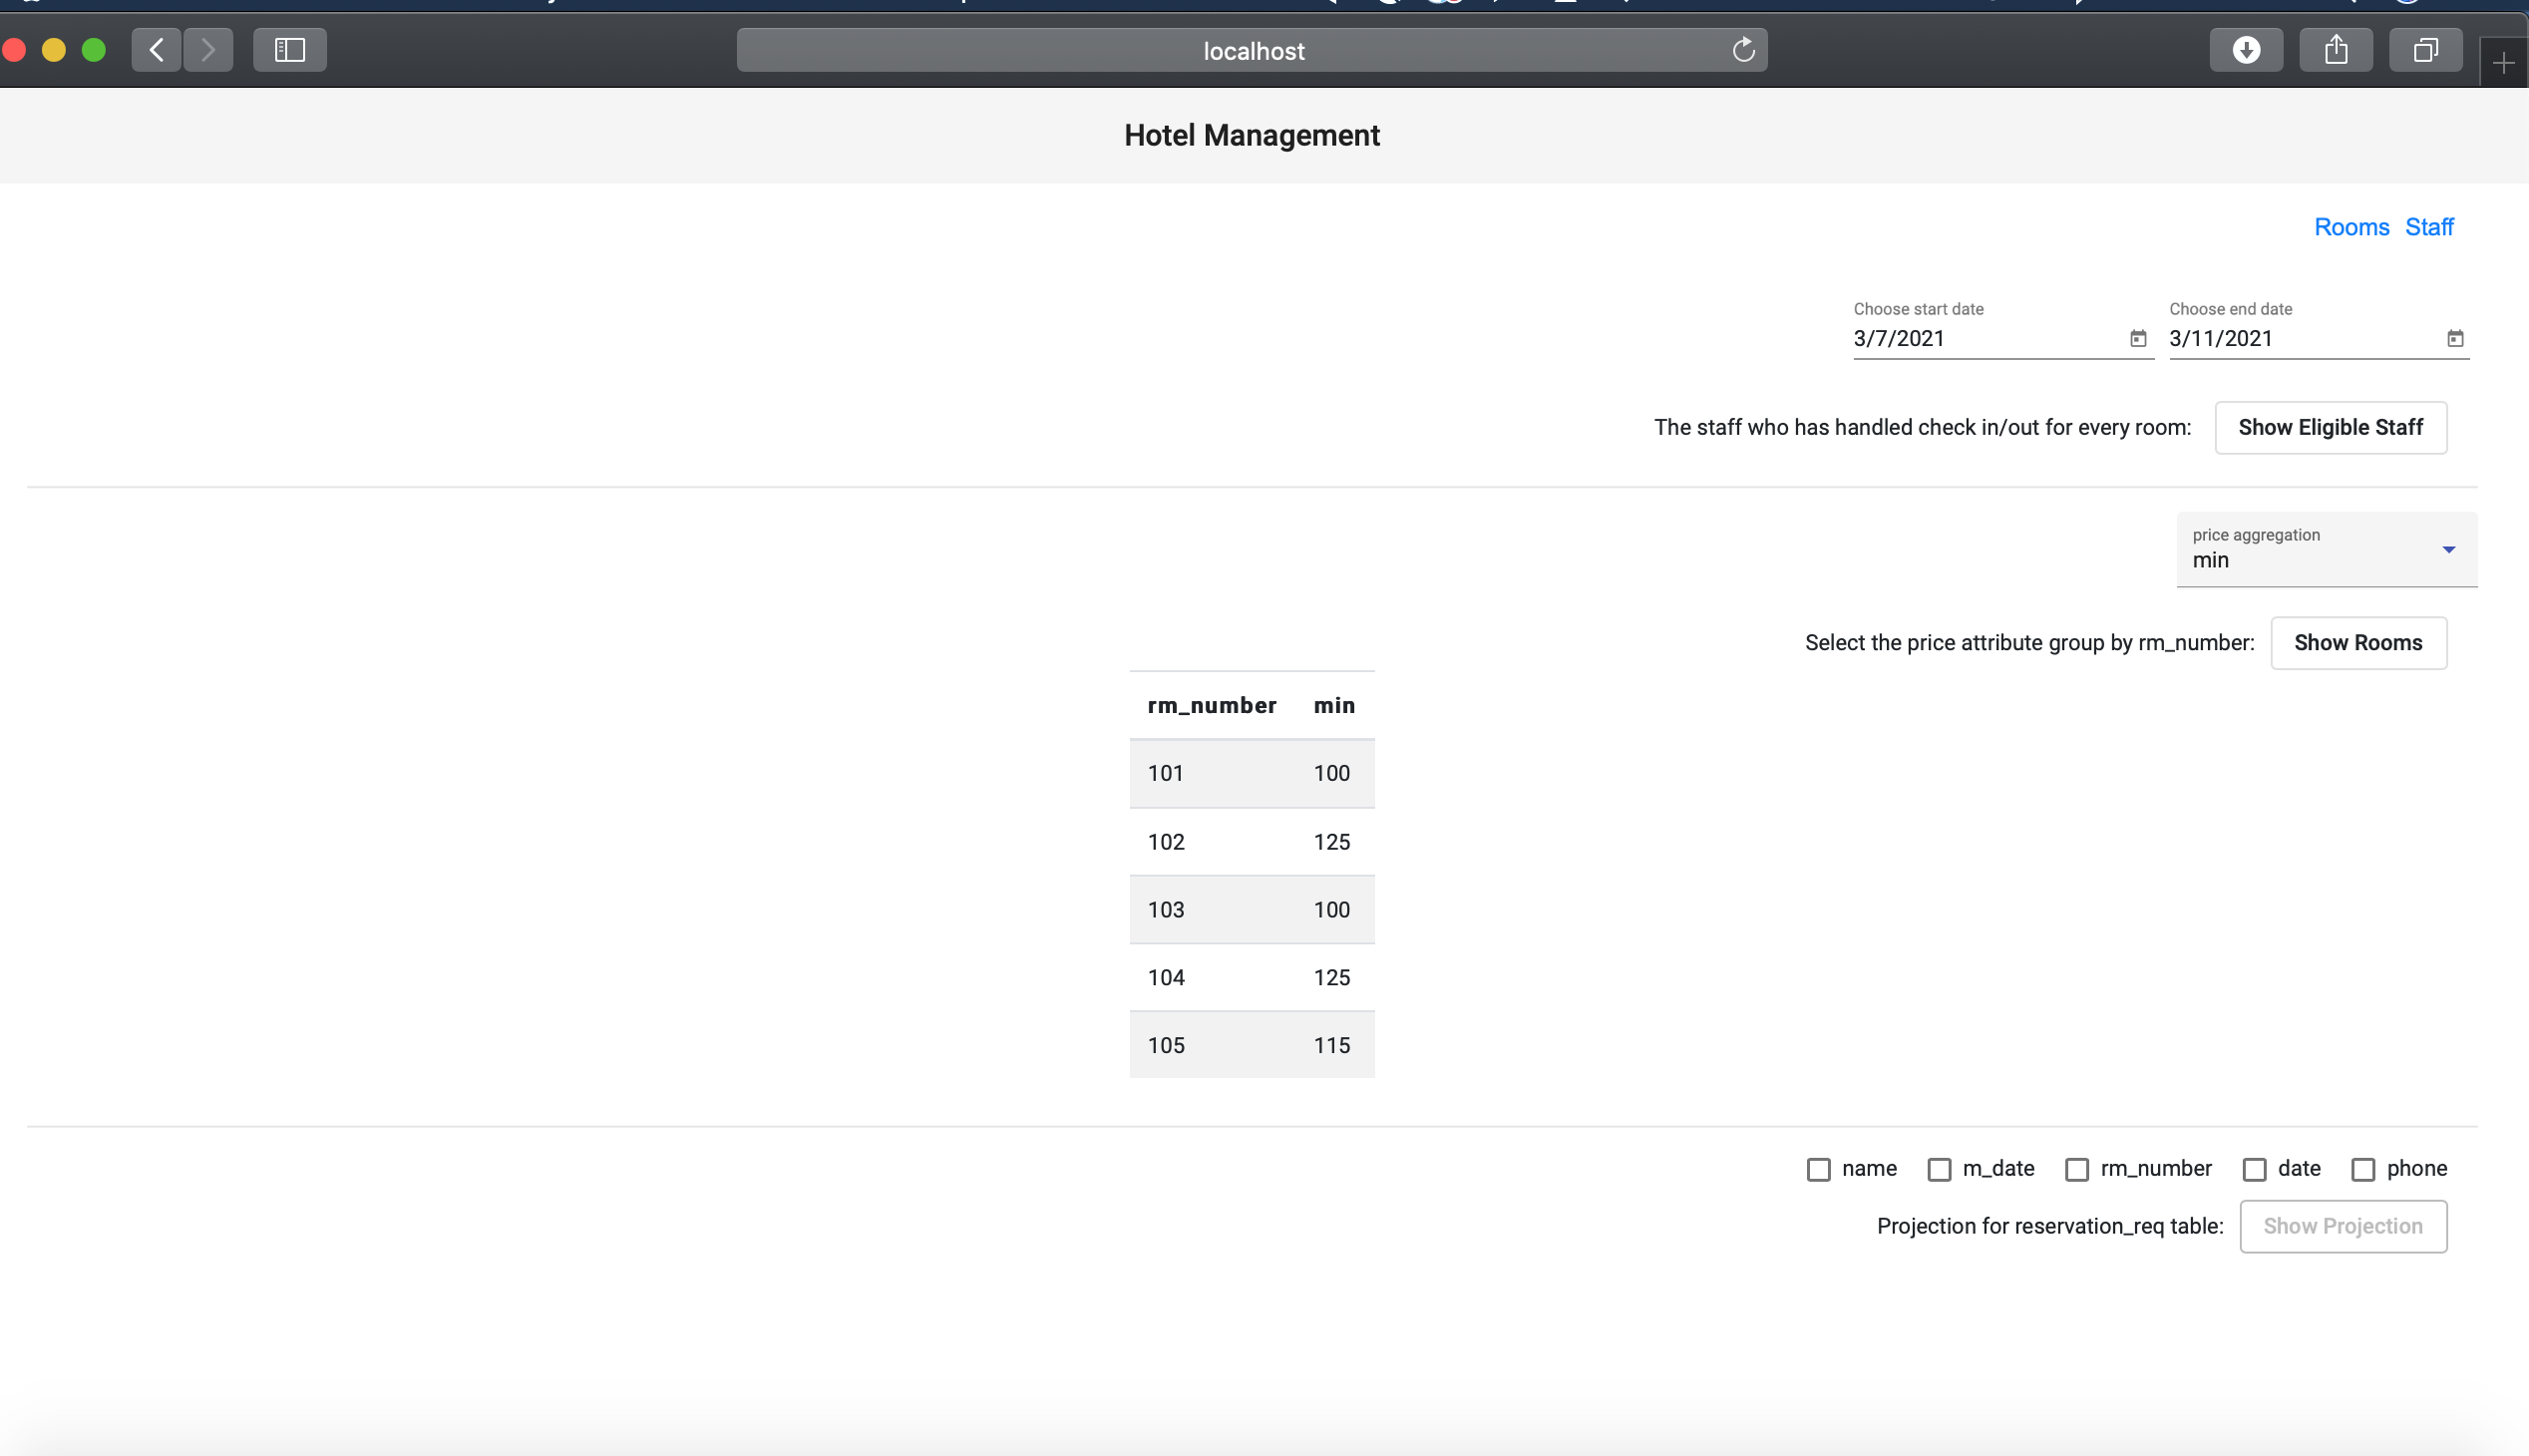 localhost
Hotel Management
Rooms Staff
Choose start date Choose end date
3/7/2021 3/11/2021
The staff who has handled check in/out for every room: Show Eligible Staff
price aggregation
min
Select the price attribute group by rm_number: Show Rooms
rm_number min
101 100
102 125
103 100
104 125
105 115
name m_date rm_number date phone
Projection for reservation_req table: Show Projection